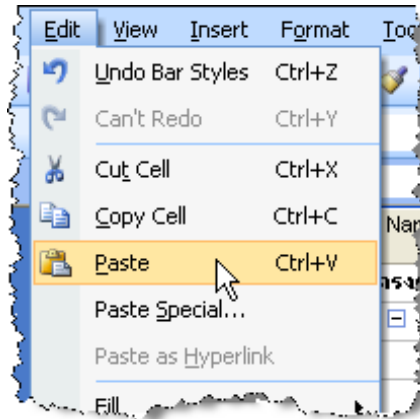 Edit View Insert Format
Undo Bar Styles Ctrl+Z
Can't Redo Ctrl+Y
Cut Cell Ctrl+X
Copy Cell Ctrl+C
Paste Ctrl+V
Paste Special...
Paste as Hyperlink
Fill